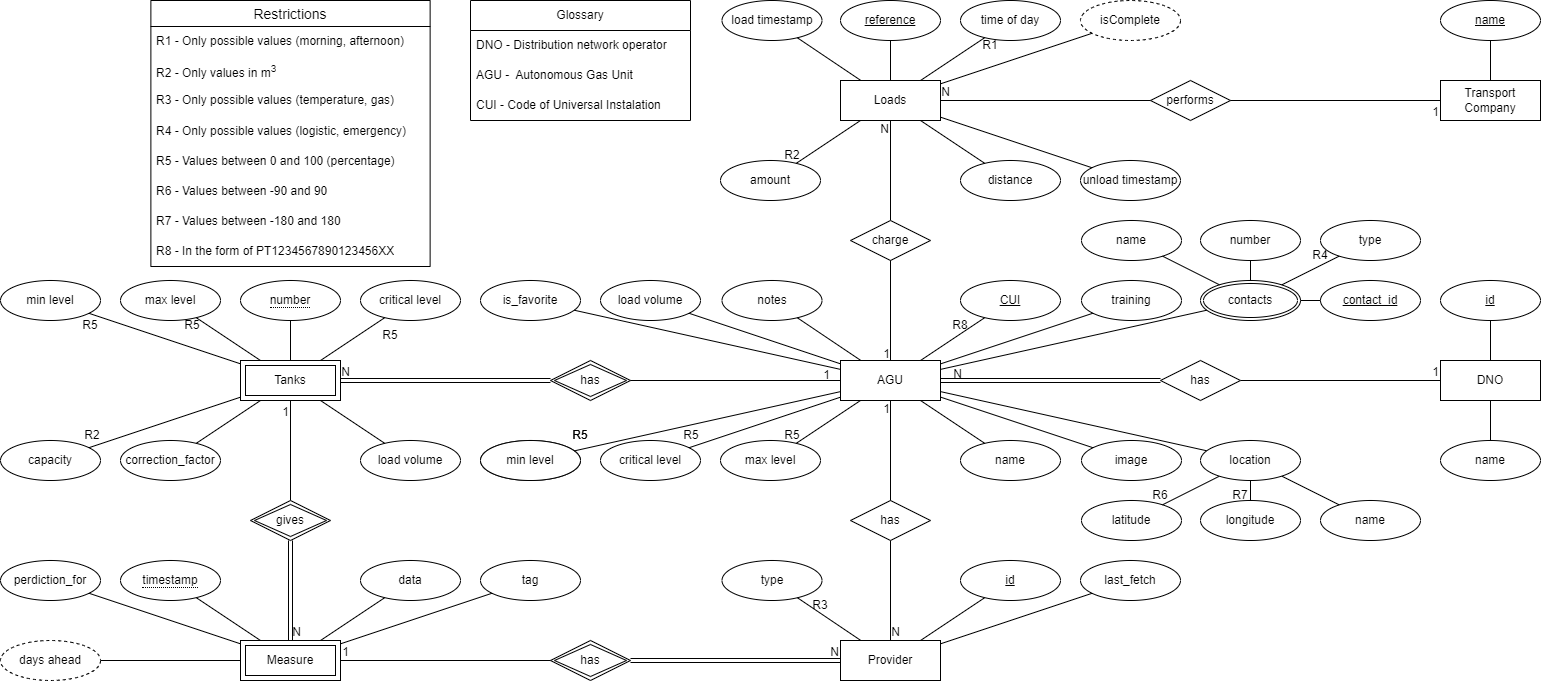 Restrictions
R1 - Only possible values (morning, afternoon)
R2 - Only values in m³
R3 - Only possible values (temperature, gas)
R4 - Only possible values (logistic, emergency)
R5 - Values between 0 and 100 (percentage)
R6 - Values between -90 and 90
R7 - Values between -180 and 180
R8 - In the form of PT1234567890123456XX
Glossary
DNO - Distribution network operator
AGU - Autonomous Gas Unit
CUI - Code of Universal Instalation
load timestamp
reference
time of day
isComplete
name
R1
Loads
N
performs
1
Transport
Company
N
R2
amount
distance
unload timestamp
charge
name
number
type
R4
min level
max level
number
critical level
is_favorite
load volume
notes
CUI
training
contacts
contact_id
id
R5
R5
R5
R8
1
Tanks
N
has
1
AGU
N
has
1
DNO
1
1
R2
R5
R5
R5
capacity
correction_factor
load volume
min level
critical level
max level
name
image
location
name
R6
R7
gives
has
latitude
longitude
name
perdiction_for
timestamp
data
tag
type
id
last_fetch
R3
N
N
days ahead
Measure
1
has
N
Provider